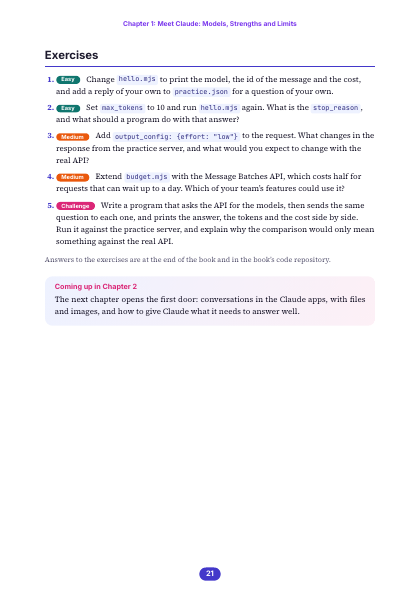 Chapter 1: Meet Claude: Models, Strengths and Limits
Exercises
1. Easy Change hello.mjs to print the model, the id of the message and the cost,
and add a reply of your own to practice.json for a question of your own.
2. Easy Set max_tokens to 10 and run hello.mjs again. What is the stop_reason,
and what should a program do with that answer?
3. Medium Add output_config: {effort: "low"} to the request. What changes in the
response from the practice server, and what would you expect to change with the
real API?
4. Medium Extend budget.mjs with the Message Batches API, which costs half for
requests that can wait up to a day. Which of your team's features could use it?
5. Challenge Write a program that asks the API for the models, then sends the same
question to each one, and prints the answer, the tokens and the cost side by side.
Run it against the practice server, and explain why the comparison would only mean
something against the real API.
Answers to the exercises are at the end of the book and in the book's code repository.
Coming up in Chapter 2
The next chapter opens the first door: conversations in the Claude apps, with files
and images, and how to give Claude what it needs to answer well.
21